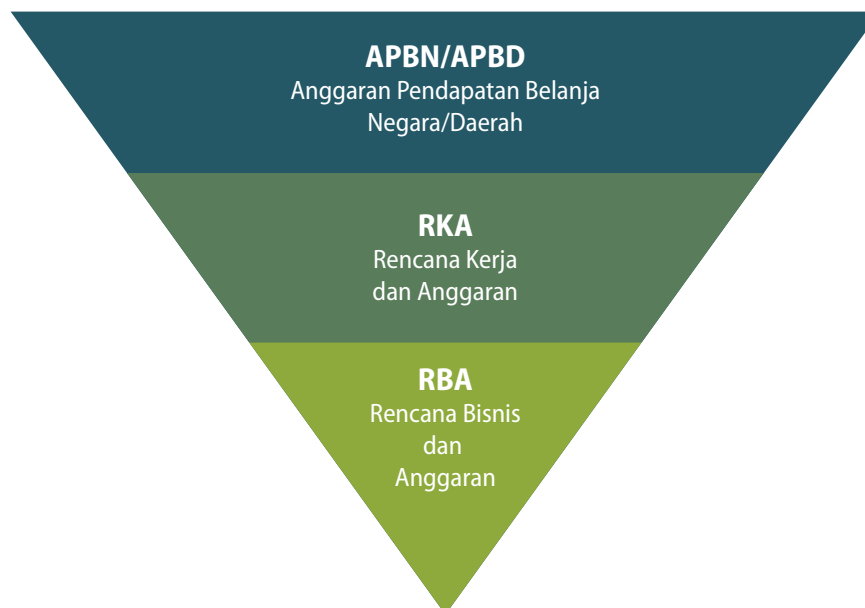 APBN/APBD
Anggaran Pendapatan Belanja
Negara/Daerah
RKA
Rencana Kerja
dan Anggaran
RBA
Rencana Bisnis
dan
Anggaran